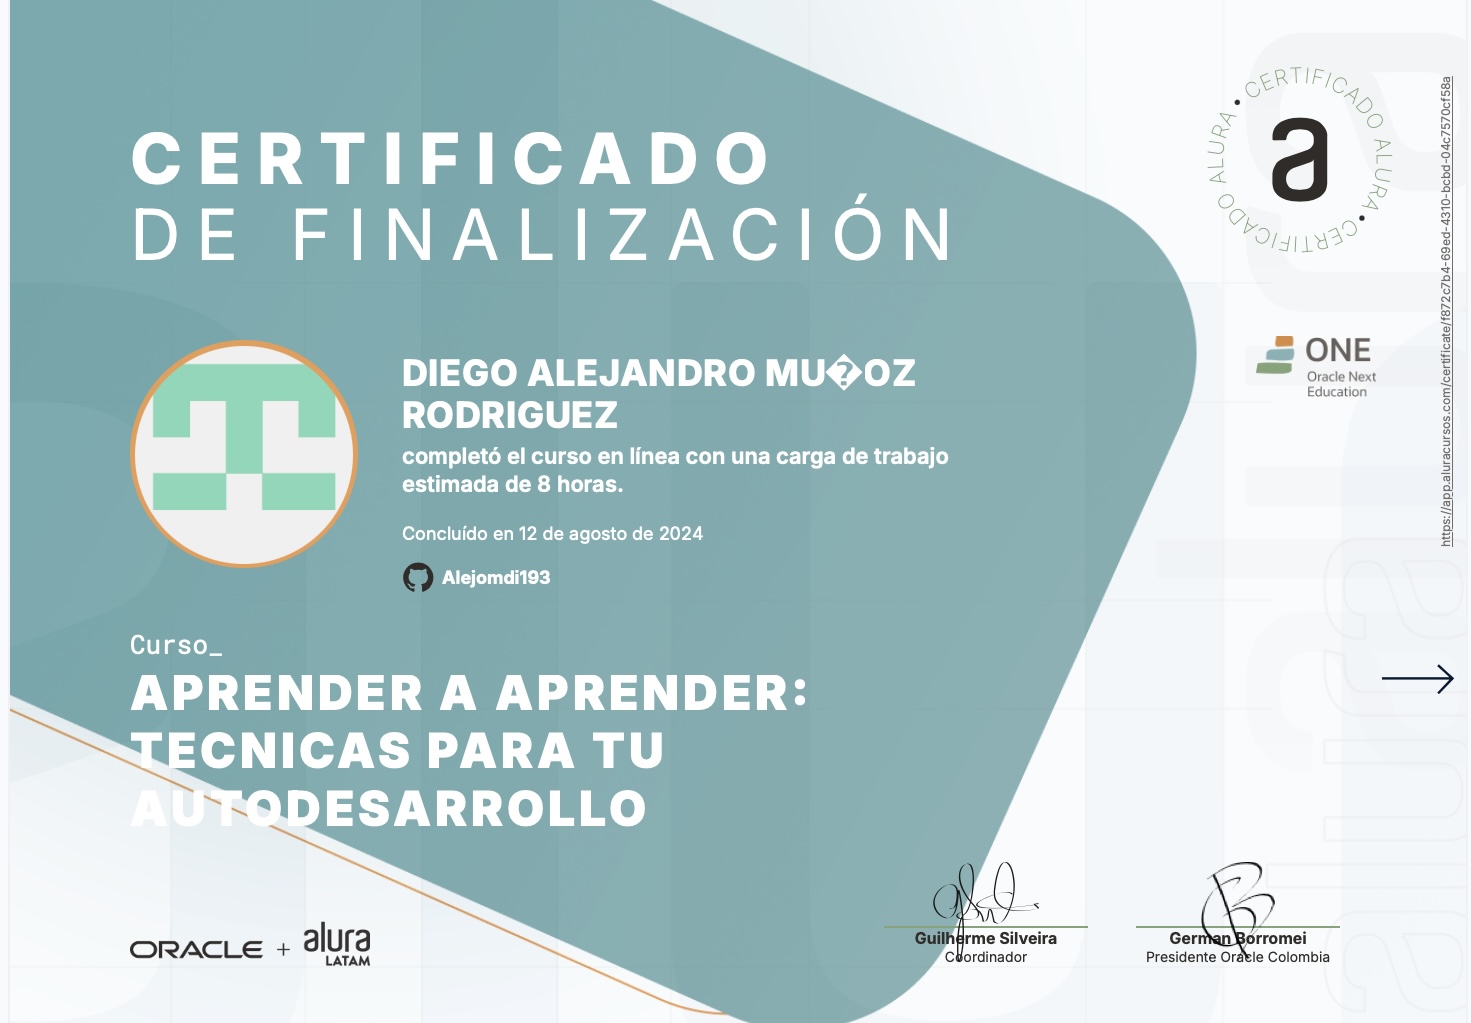 CERTIFICADO
DE FINALIZACIÓN
CERTIFICADO ALURA • CERTIFICADO ALURA •
a
https://app.aluracursos.com/certificate/f872c7b4-69ed-4310-bcbd-04c7570cf58a
ONE
Oracle Next
Education
DIEGO ALEJANDRO MU�OZ
RODRIGUEZ
completó el curso en línea con una carga de trabajo
estimada de 8 horas.
Concluído en 12 de agosto de 2024
Alejomdi193
Curso_
APRENDER A APRENDER:
TECNICAS PARA TU
AUTODESARROLLO
ORACLE + alura
LATAM
Guilherme Silveira
Coordinador
German Borromei
Presidente Oracle Colombia